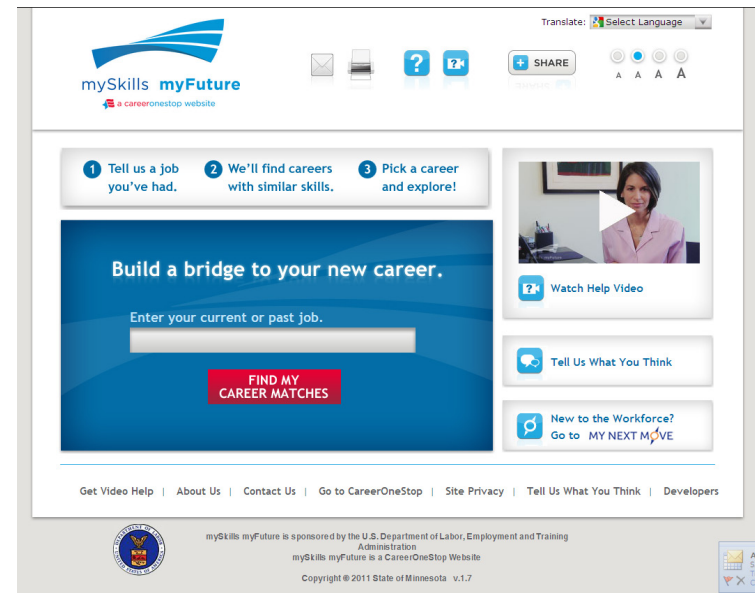 Translate: Select Language
mySkills myFuture
a careeronestop website
SHARE
A A A A
1 Tell us a job
you've had.
2 We'll find careers
with similar skills.
3 Pick a career
and explore!
Build a bridge to your new career.
Enter your current or past job.
FIND MY
CAREER MATCHES
Watch Help Video
Tell Us What You Think
New to the Workforce?
Go to MY NEXT MOVE
Get Video Help | About Us | Contact Us | Go to CareerOneStop | Site Privacy | Tell Us What You Think | Developers
mySkills myFuture is sponsored by the U.S. Department of Labor, Employment and Training
Administration
mySkills myFuture is a CareerOneStop Website
Copyright © 2011 State of Minnesota v.1.7